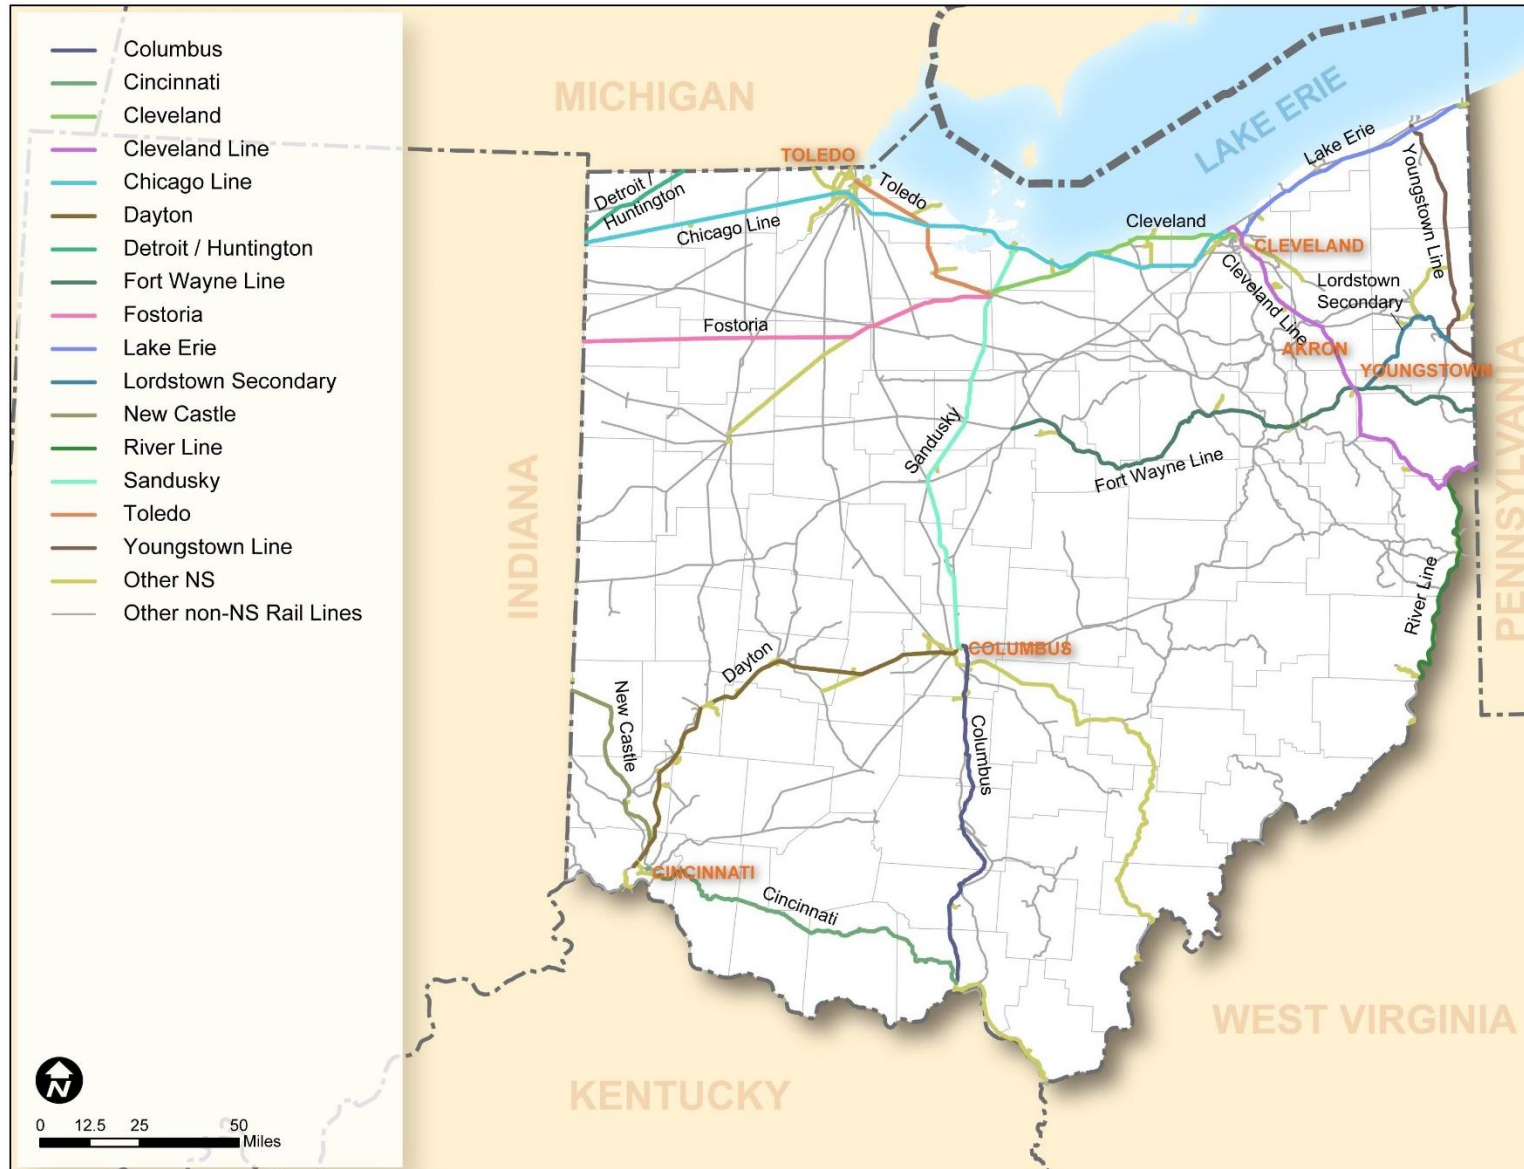 Columbus
Cincinnati
Cleveland
Cleveland Line
Chicago Line
Dayton
Detroit / Huntington
Fort Wayne Line
Fostoria
Lake Erie
Lordstown Secondary
New Castle
River Line
Sandusky
Toledo
Youngstown Line
Other NS
Other non-NS Rail Lines
N
0 12.5 25 50
Miles
MICHIGAN
LAKE ERIE
INDIANA
PENNSYLVANIA
KENTUCKY
WEST VIRGINIA
TOLEDO
Toledo
Detroit /
Huntington
Chicago Line
Cleveland
CLEVELAND
Lake Erie
Youngstown Line
Cleveland Line
Lordstown
Secondary
AKRON
YOUNGSTOWN
Fostoria
Sandusky
Fort Wayne Line
River Line
COLUMBUS
Dayton
New Castle
Columbus
CINCINNATI
Cincinnati